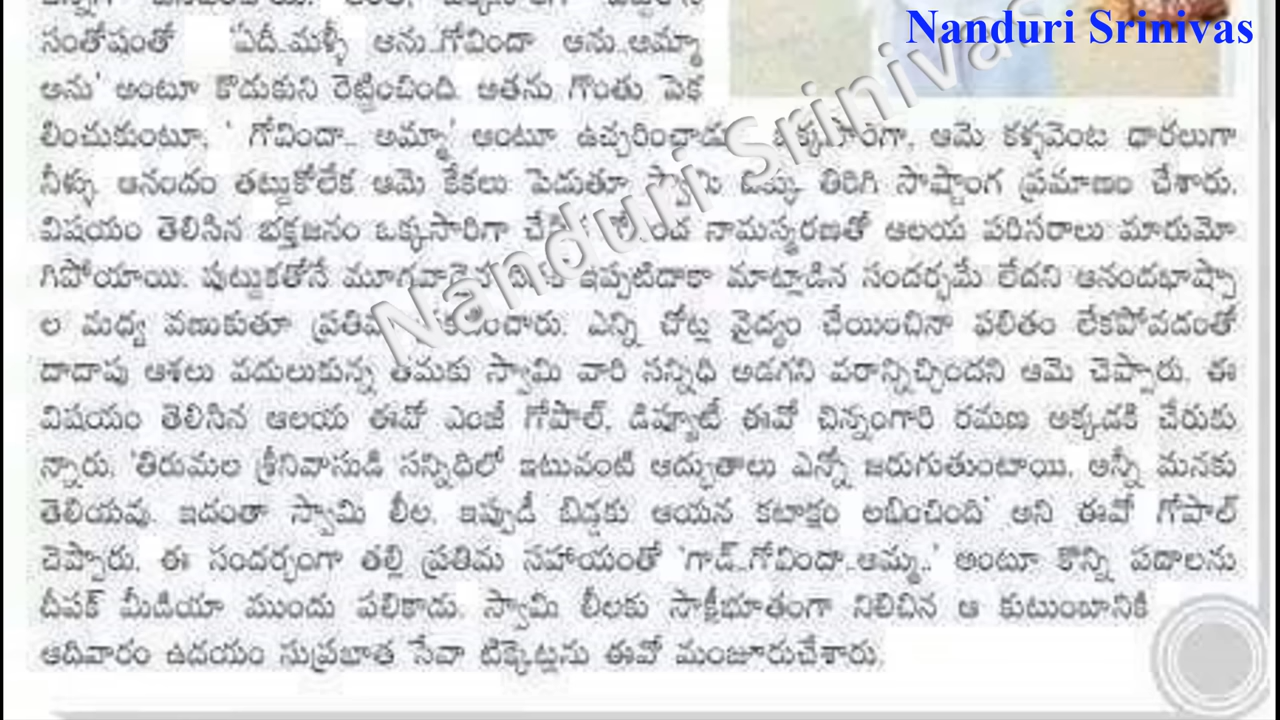 Nanduri Srinivas
సంతోషంతో 'ఏదీ..మళ్ళీ అను..గోవిందా అను..అమ్మా
అను' అంటూ కొడుకుని రెట్టించింది. అతను గొంతు పెక
లించుకుంటూ, ' గోవిందా.. అమ్మా' అంటూ ఉచ్చరించాడు. ఒక్కసారిగా, ఆమె కళ్ళవెంట ధారలుగా
నీళ్ళు. ఆనందం తట్టుకోలేక ఆమె కేకలు పెడుతూ స్వామి వైపు తిరిగి సాష్టాంగ ప్రమాణం చేశారు.
విషయం తెలిసిన భక్తజనం ఒక్కసారిగా చేసిన గోవింద నామస్మరణతో ఆలయ పరిసరాలు మారుమో
గిపోయాయి. పుట్టుకతోనే మూగవాడైన ఇప్పటిదాకా మాట్లాడిన సందర్భమే లేదని ఆనందభాష్పా
ల మధ్య వణుకుతూ ప్రతిమ ఎన్ని చోట్ల వైద్యం చేయించినా ఫలితం లేకపోవడంతో
దాదాపు ఆశలు వదులుకున్న తమకు స్వామి వారి సన్నిధి అడగని వరాన్నిచ్చిందని ఆమె చెప్పారు. ఈ
విషయం తెలిసిన ఆలయ ఈవో ఎంజే గోపాల్, డిప్యూటీ ఈవో చిన్నంగారి రమణ అక్కడకి చేరుకు
న్నారు. 'తిరుమల శ్రీనివాసుడి సన్నిధిలో ఇటువంటి అద్భుతాలు ఎన్నో జరుగుతుంటాయి. అన్నీ మనకు
తెలియవు. ఇదంతా స్వామి లీల. ఇప్పుడీ బిడ్డకు ఆయన కటాక్షం లభించింది' అని ఈవో గోపాల్
చెప్పారు. ఈ సందర్భంగా తల్లి ప్రతిమ సహాయంతో 'గాడ్..గోవిందా..అమ్మ..' అంటూ కొన్ని పదాలను
దీపక్ మీడియా ముందు పలికాడు. స్వామి లీలకు సాక్షీభూతంగా నిలిచిన ఆ కుటుంబానికి
ఆదివారం ఉదయం సుప్రభాత సేవా టిక్కెట్లను ఈవో మంజూరుచేశారు.
Nanduri Srinivas